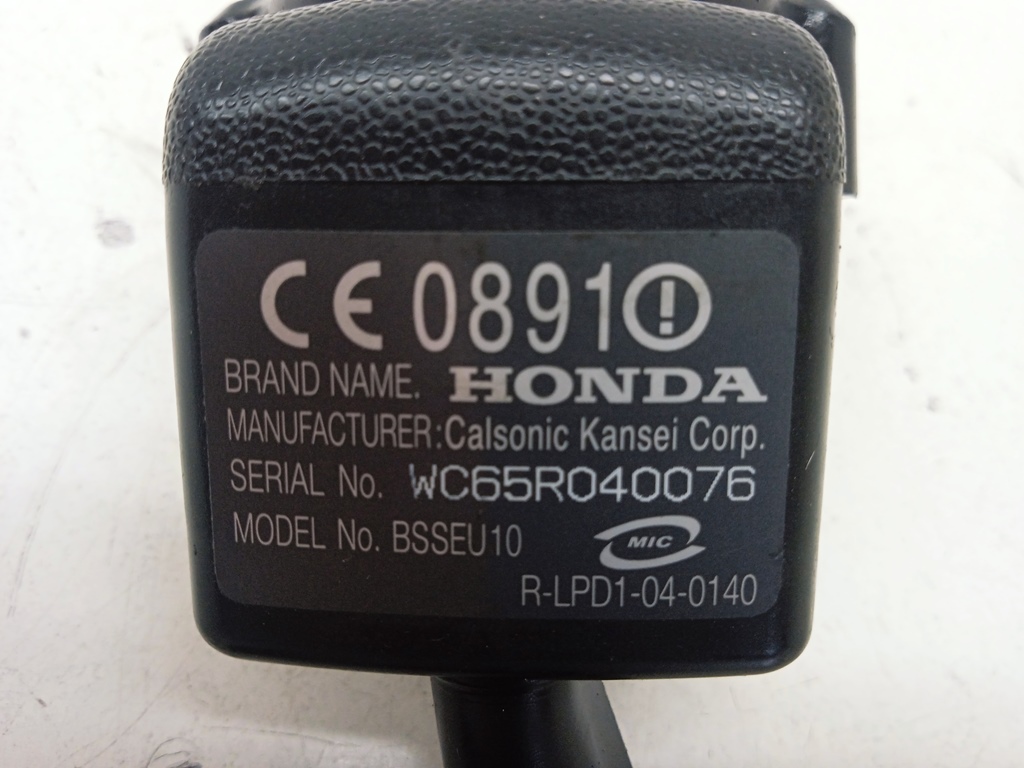 CE 0891
BRAND NAME. HONDA
MANUFACTURER:Calsonic Kansei Corp.
SERIAL No. WC65R040076
MODEL No. BSSEU10
MIC
R-LPD1-04-0140